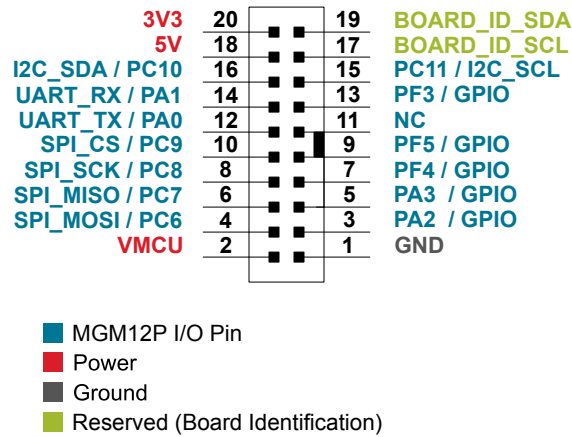 3V3 20 19 BOARD_ID_SDA
5V 18 17 BOARD_ID_SCL
I2C_SDA / PC10 16 15 PC11 / I2C_SCL
UART_RX / PA1 14 13 PF3 / GPIO
UART_TX / PA0 12 11 NC
SPI_CS / PC9 10 9 PF5 / GPIO
SPI_SCK / PC8 8 7 PF4 / GPIO
SPI_MISO / PC7 6 5 PA3 / GPIO
SPI_MOSI / PC6 4 3 PA2 / GPIO
VMCU 2 1 GND
MGM12P I/O Pin
Power
Ground
Reserved (Board Identification)